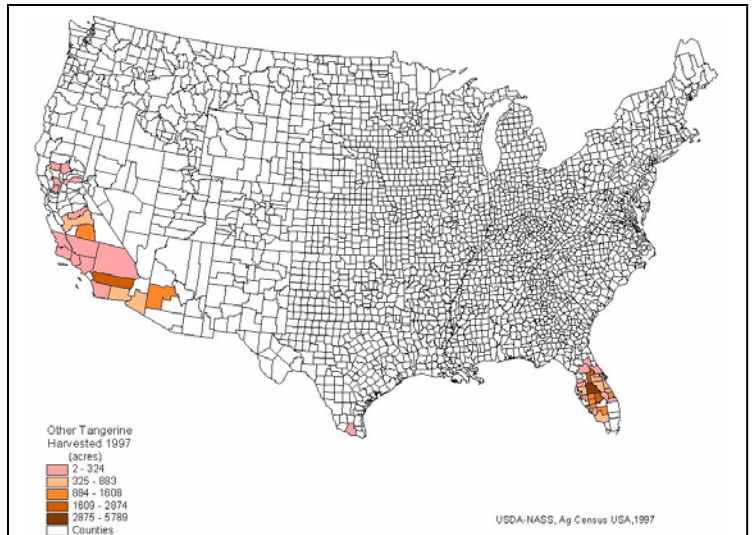 Other Tangerine
Harvested 1997
(acres)
2 - 324
325 - 883
884 - 1608
1609 - 2874
2875 - 5789
Counties
USDA-NASS, Ag Census USA,1997